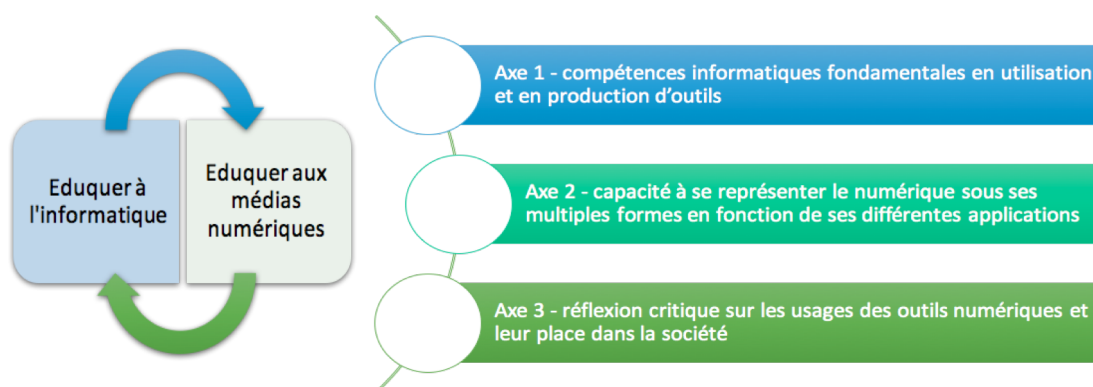 Eduquer à
l'informatique
Eduquer aux
médias
numériques
Axe 1 - compétences informatiques fondamentales en utilisation
et en production d'outils
Axe 2 - capacité à se représenter le numérique sous ses
multiples formes en fonction de ses différentes applications
Axe 3 - réflexion critique sur les usages des outils numériques et
leur place dans la société